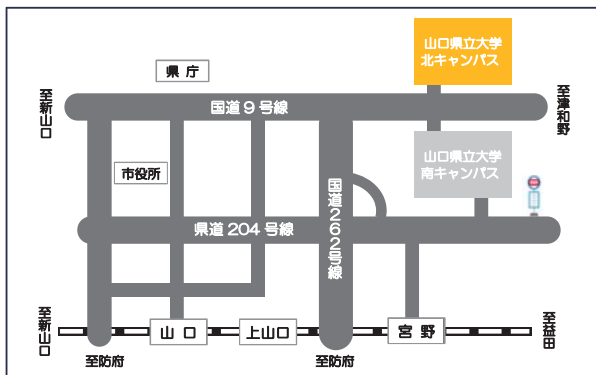 山口県立大学
北キャンパス
県庁
至新山口
国道9号線
至津和野
山口県立大学
南キャンパス
市役所
国道262号線
県道204号線
至新山口
山口
上山口
宮野
至益田
至防府
至防府